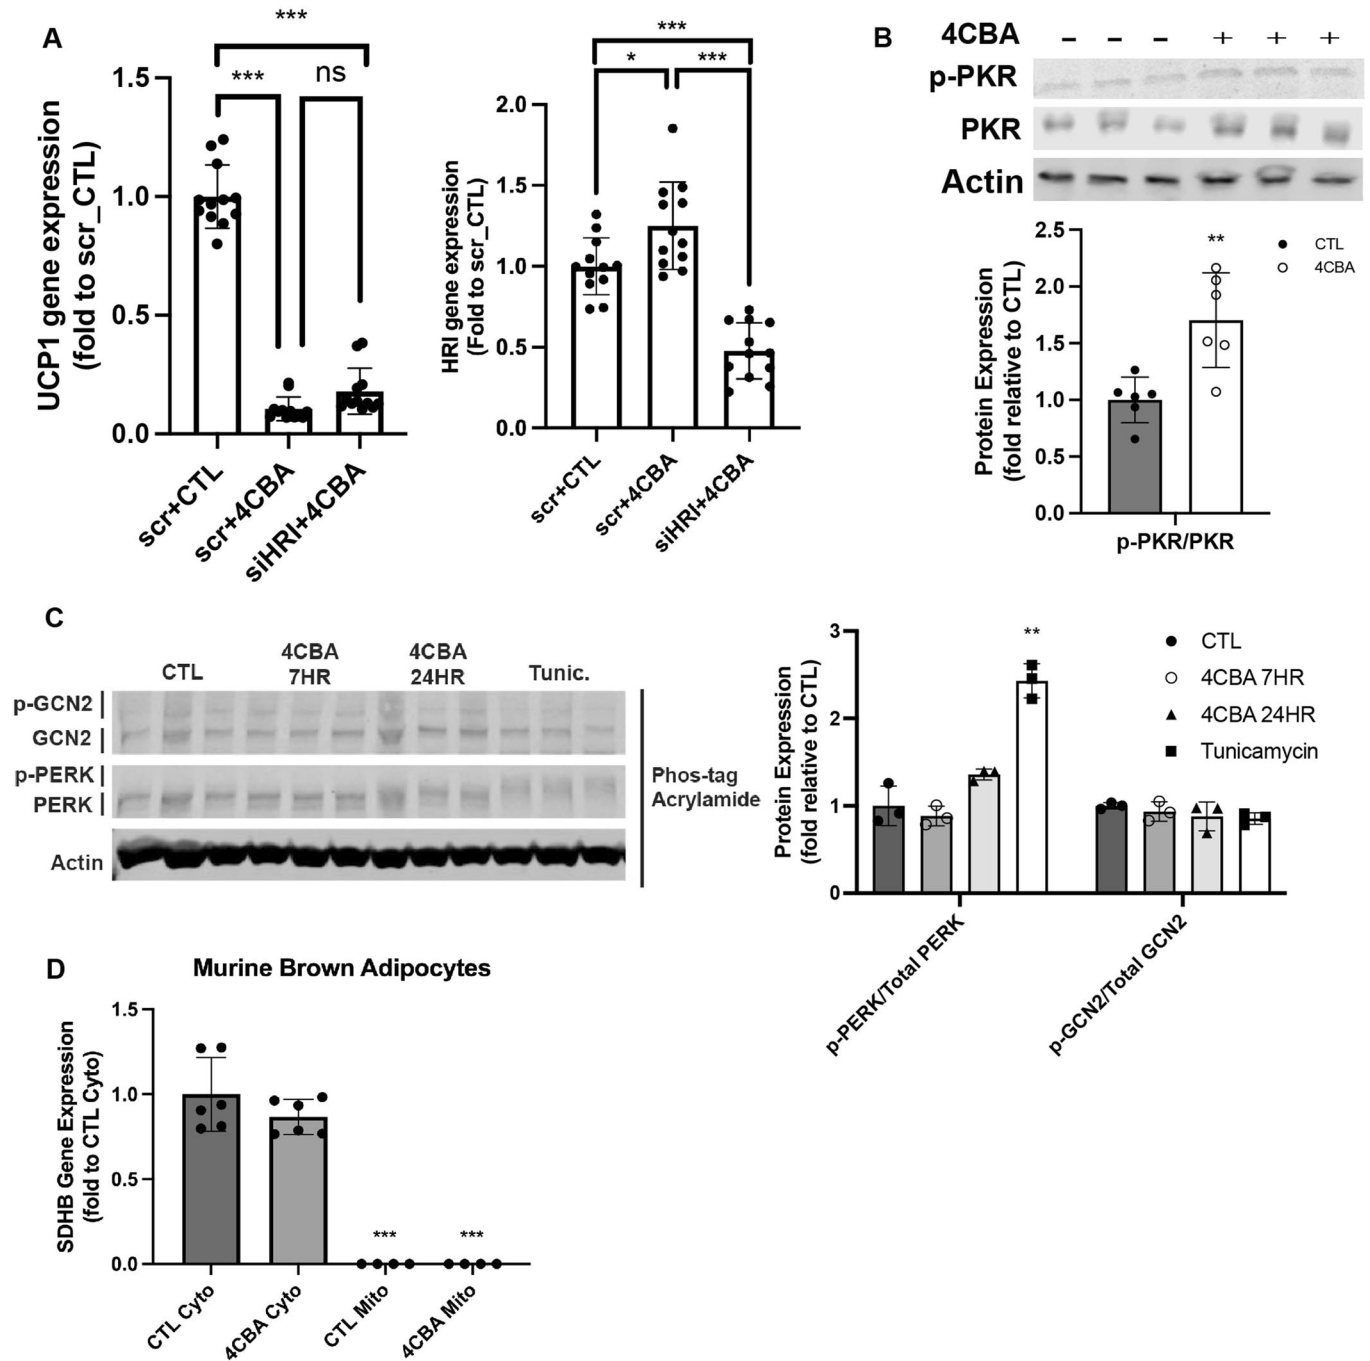 A
***
***
ns
UCP1 gene expression
(fold to scr_CTL)
1.5
1.0
0.5
0.0
scr+CTL
scr+4CBA
siHRI+4CBA
***
*
***
HRI gene expression
(Fold to scr_CTL)
2.0
1.5
1.0
0.5
0.0
scr+CTL
scr+4CBA
siHRI+4CBA
B
4CBA - - - + + +
p-PKR
PKR
Actin
Protein Expression
(fold relative to CTL)
2.5
2.0
1.5
1.0
0.5
0.0
**
CTL
4CBA
p-PKR/PKR
C
CTL
4CBA
7HR
4CBA
24HR
Tunic.
p-GCN2
GCN2
p-PERK
PERK
Actin
Phos-tag
Acrylamide
Protein Expression
(fold relative to CTL)
3
2
1
0
**
CTL
4CBA 7HR
4CBA 24HR
Tunicamycin
p-PERK/Total PERK
p-GCN2/Total GCN2
D
Murine Brown Adipocytes
SDHB Gene Expression
(fold to CTL Cyto)
1.5
1.0
0.5
0.0
***
***
CTL Cyto
4CBA Cyto
CTL Mito
4CBA Mito